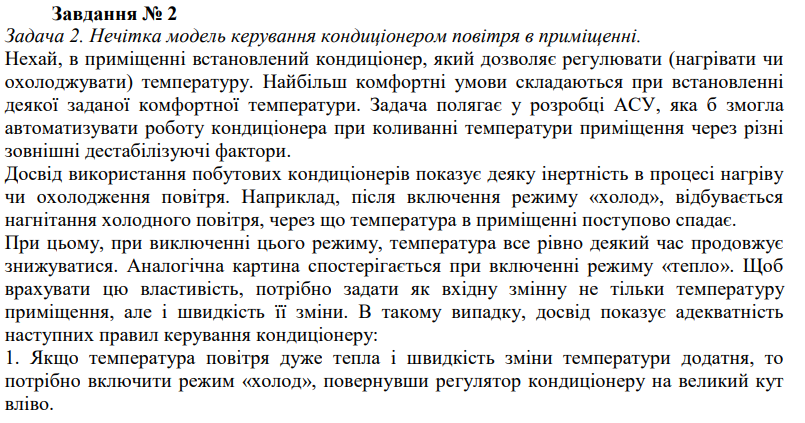 Завдання № 2
Задача 2. Нечітка модель керування кондиціонером повітря в приміщенні.
Нехай, в приміщенні встановлений кондиціонер, який дозволяє регулювати (нагрівати чи
охолоджувати) температуру. Найбільш комфортні умови складаються при встановленні
деякої заданої комфортної температури. Задача полягає у розробці АСУ, яка б змогла
автоматизувати роботу кондиціонера при коливанні температури приміщення через різні
зовнішні дестабілізуючі фактори.
Досвід використання побутових кондиціонерів показує деяку інертність в процесі нагріву
чи охолодження повітря. Наприклад, після включення режиму «холод», відбувається
нагнітання холодного повітря, через що температура в приміщенні поступово спадає.
При цьому, при виключенні цього режиму, температура все рівно деякий час продовжує
знижуватися. Аналогічна картина спостерігається при включенні режиму «тепло». Щоб
врахувати цю властивість, потрібно задати як вхідну змінну не тільки температуру
приміщення, але і швидкість її зміни. В такому випадку, досвід показує адекватність
наступних правил керування кондиціонеру:
1. Якщо температура повітря дуже тепла і швидкість зміни температури додатня, то
потрібно включити режим «холод», повернувши регулятор кондиціонеру на великий кут
вліво.